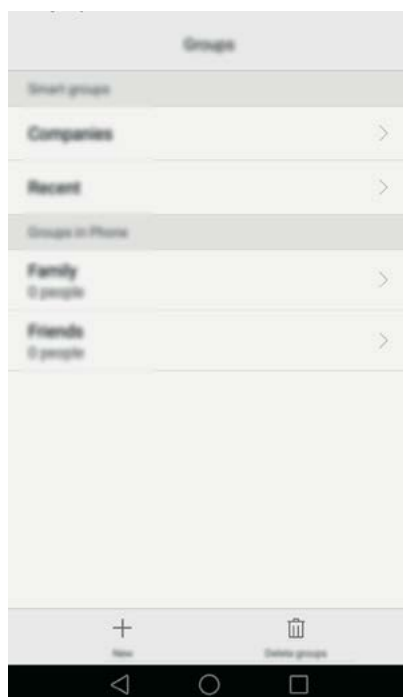 Groups
Smart groups
Companies
Recent
Groups in Phone
Family
0 people
Friends
0 people
New
Delete groups